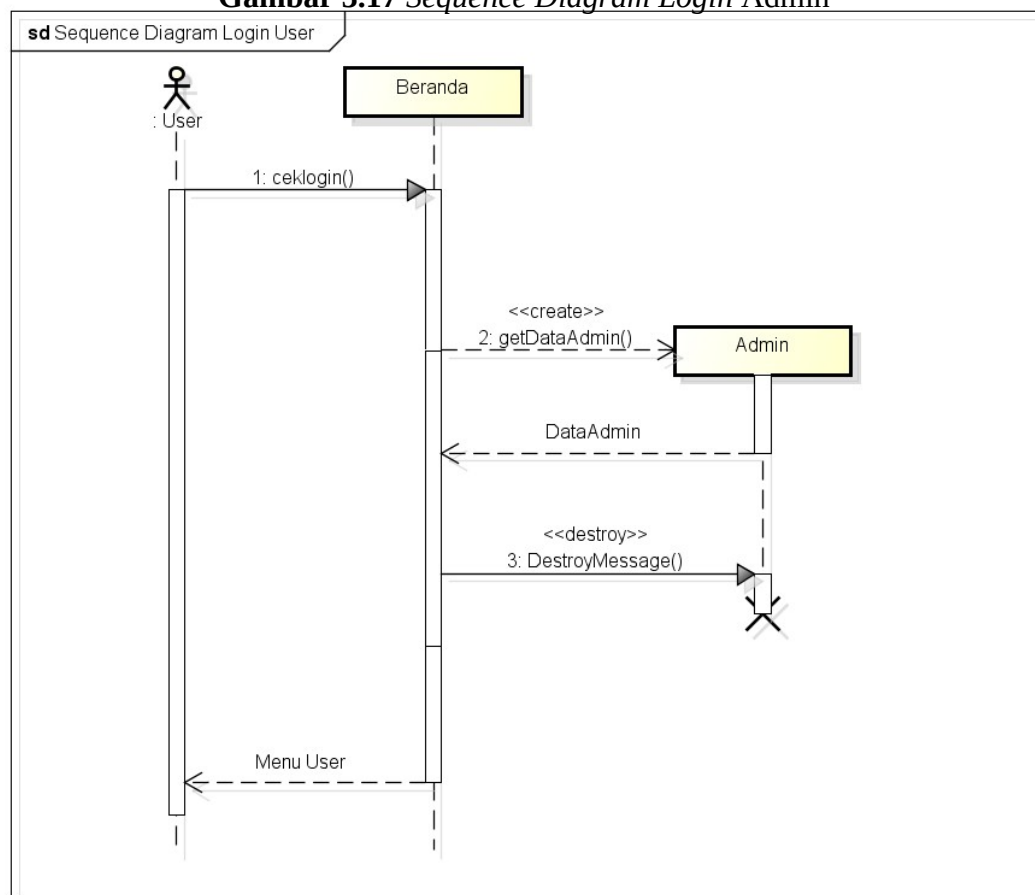 Gambar 3.17 Sequence Diagram Login Admin
sd Sequence Diagram Login User
: User
Beranda
1: ceklogin()
<<create>>
2: getDataAdmin()
Admin
DataAdmin
<<destroy>>
3: DestroyMessage()
Menu User